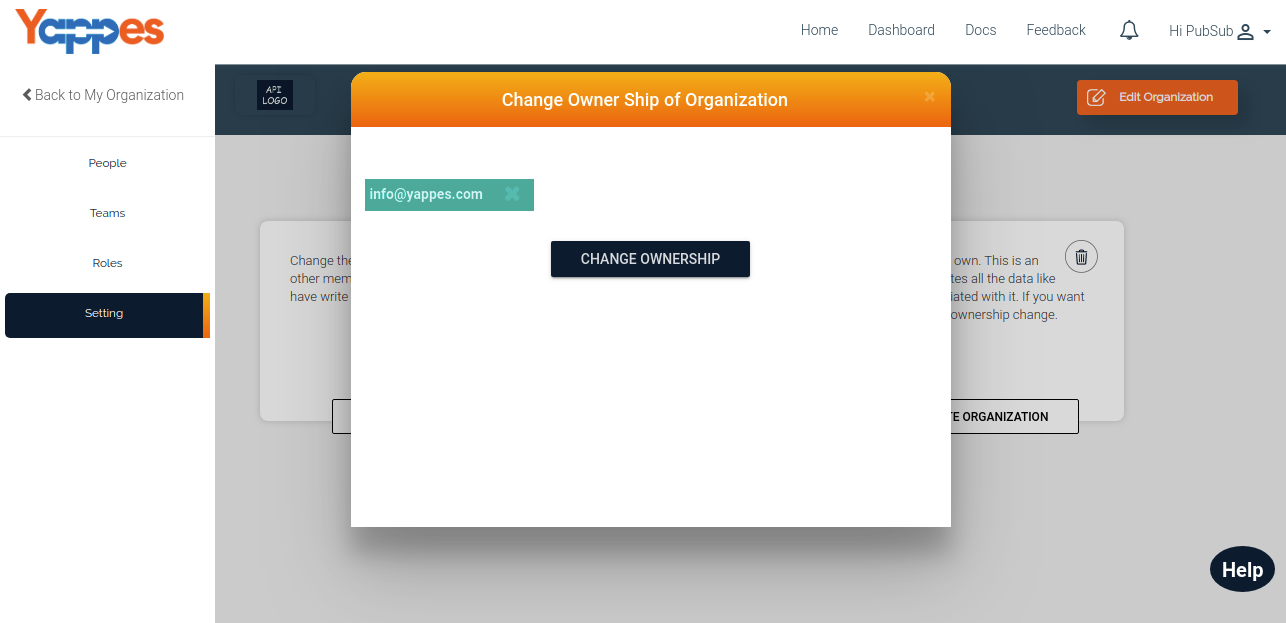 Yappes
Home
Dashboard
Docs
Feedback
Hi PubSub
Back to My Organization
API
LOGO
Change Owner Ship of Organization
×
Edit Organization
People
Teams
Roles
Setting
info@yappes.com
CHANGE OWNERSHIP
Change the
other mem
have write
own. This is an
tes all the data like
iated with it. If you want
ownership change.
TE ORGANIZATION
Help